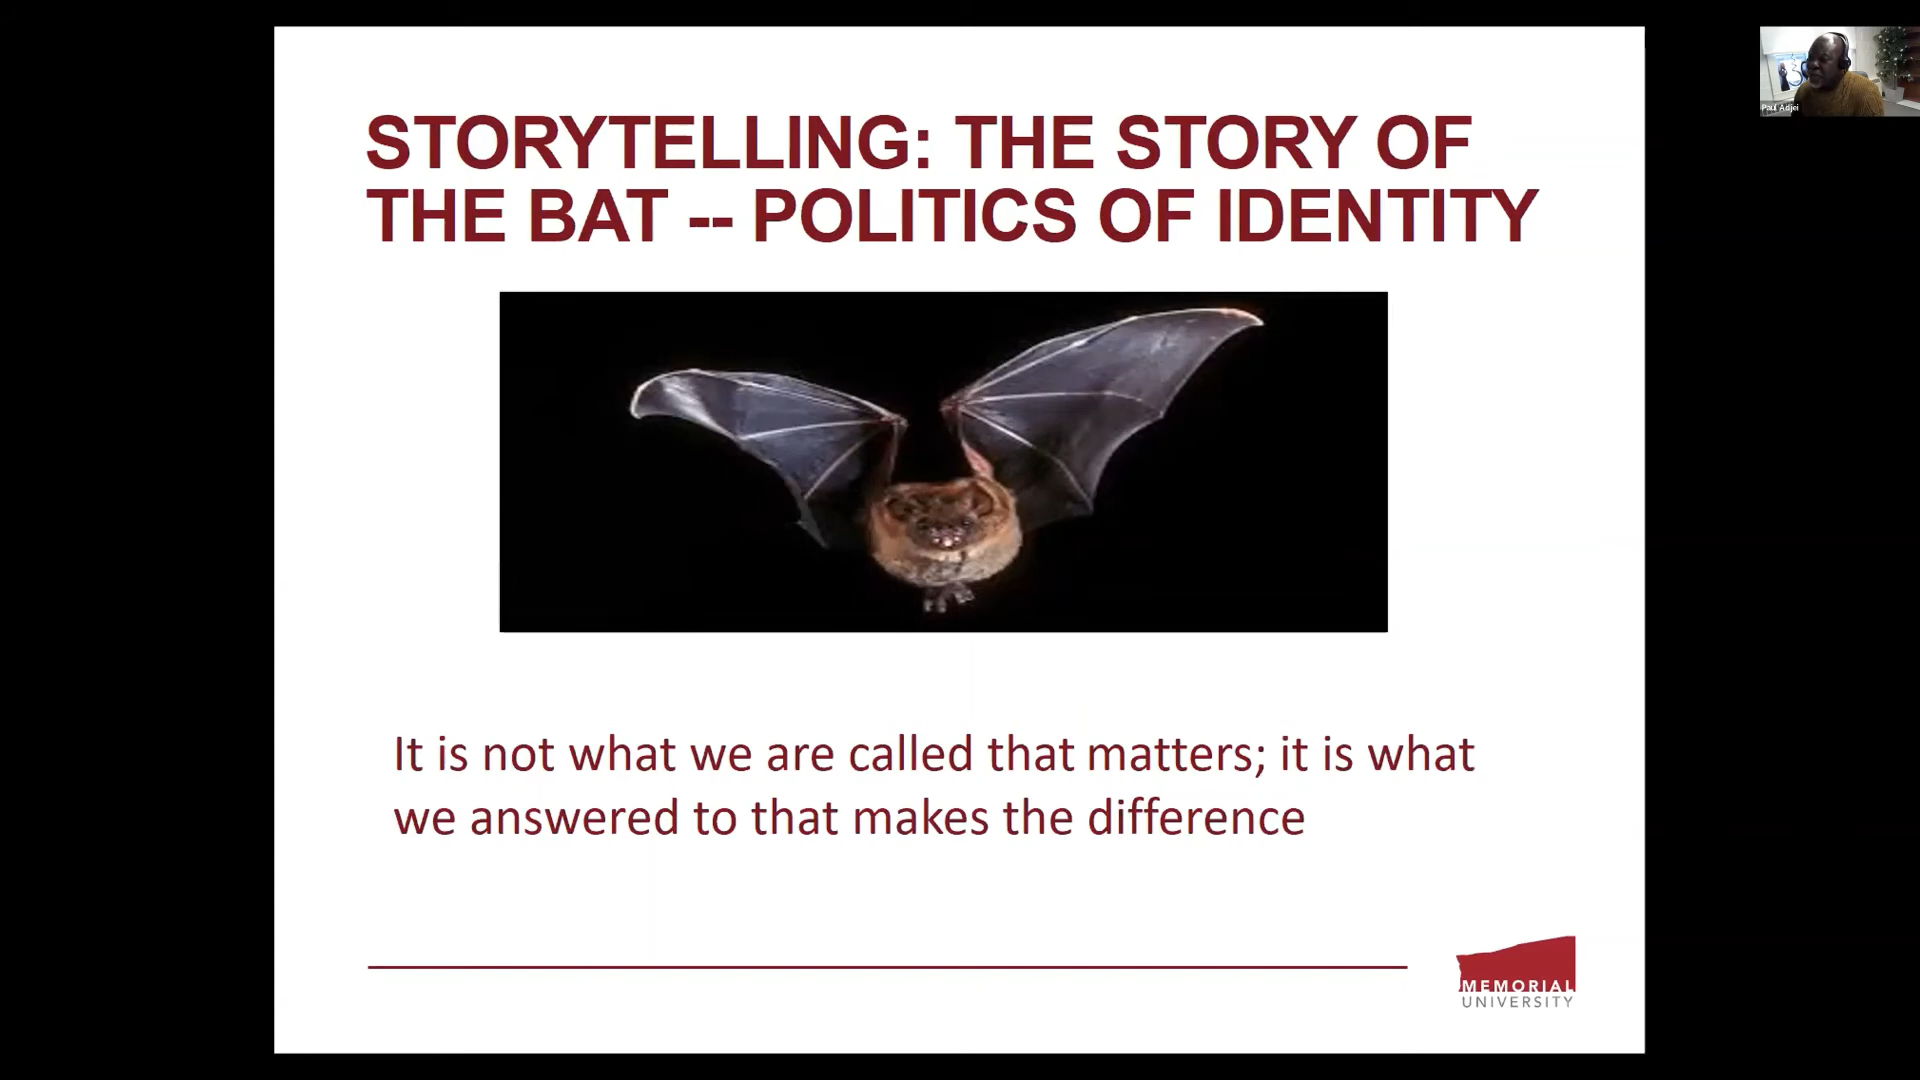 STORYTELLING: THE STORY OF
THE BAT -- POLITICS OF IDENTITY
It is not what we are called that matters; it is what
we answered to that makes the difference
MEMORIAL
UNIVERSITY
Paul Adjei